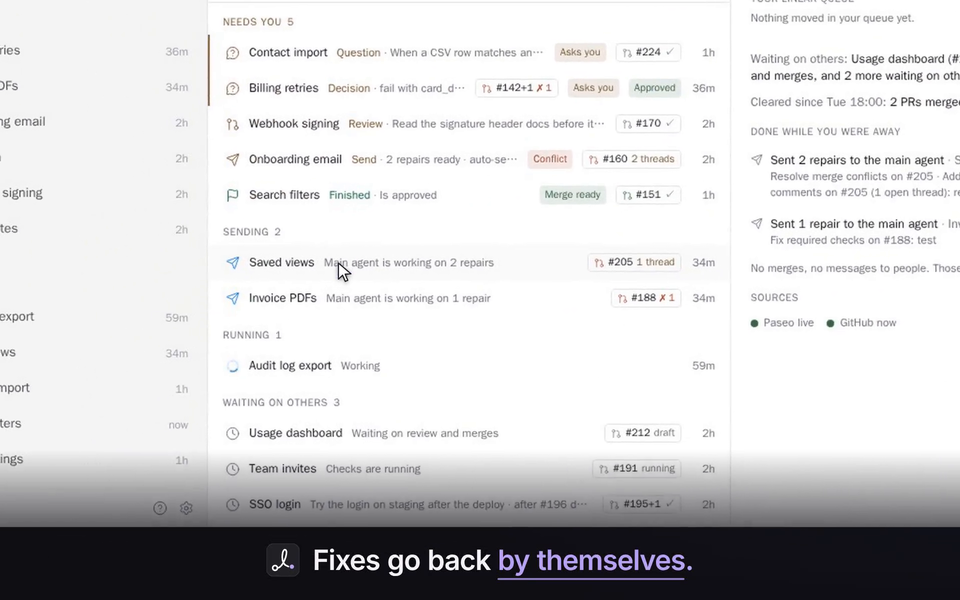 ries 36m
DFs 34m
ng email 2h
2h
signing 2h
tes 2h
export 59m
ws 34m
mport 1h
ters now
ings 1h
NEEDS YOU 5
Contact import Question · When a CSV row matches an··· Asks you #224 ✓ 1h
Billing retries Decision · fail with card_d··· #142+1 ✗ 1 Asks you Approved 36m
Webhook signing Review · Read the signature header docs before it··· #170 ✓ 2h
Onboarding email Send · 2 repairs ready · auto-se··· Conflict #160 2 threads 2h
Search filters Finished · Is approved Merge ready #151 ✓ 1h
SENDING 2
Saved views Main agent is working on 2 repairs #205 1 thread 34m
Invoice PDFs Main agent is working on 1 repair #188 ✗ 1 34m
RUNNING 1
Audit log export Working 59m
WAITING ON OTHERS 3
Usage dashboard Waiting on review and merges #212 draft 2h
Team invites Checks are running #191 running 2h
SSO login Try the login on staging after the deploy · after #196 d··· #195+1 ✓ 2h
YOUR LINEAR QUEUE
Nothing moved in your queue yet.
Waiting on others: Usage dashboard (#
and merges, and 2 more waiting on oth
Cleared since Tue 18:00: 2 PRs merge
DONE WHILE YOU WERE AWAY
Sent 2 repairs to the main agent · S
Resolve merge conflicts on #205 · Ad
comments on #205 (1 open thread): re
Sent 1 repair to the main agent · Inv
Fix required checks on #188: test
No merges, no messages to people. Those
SOURCES
Paseo live GitHub now
Fixes go back by themselves.